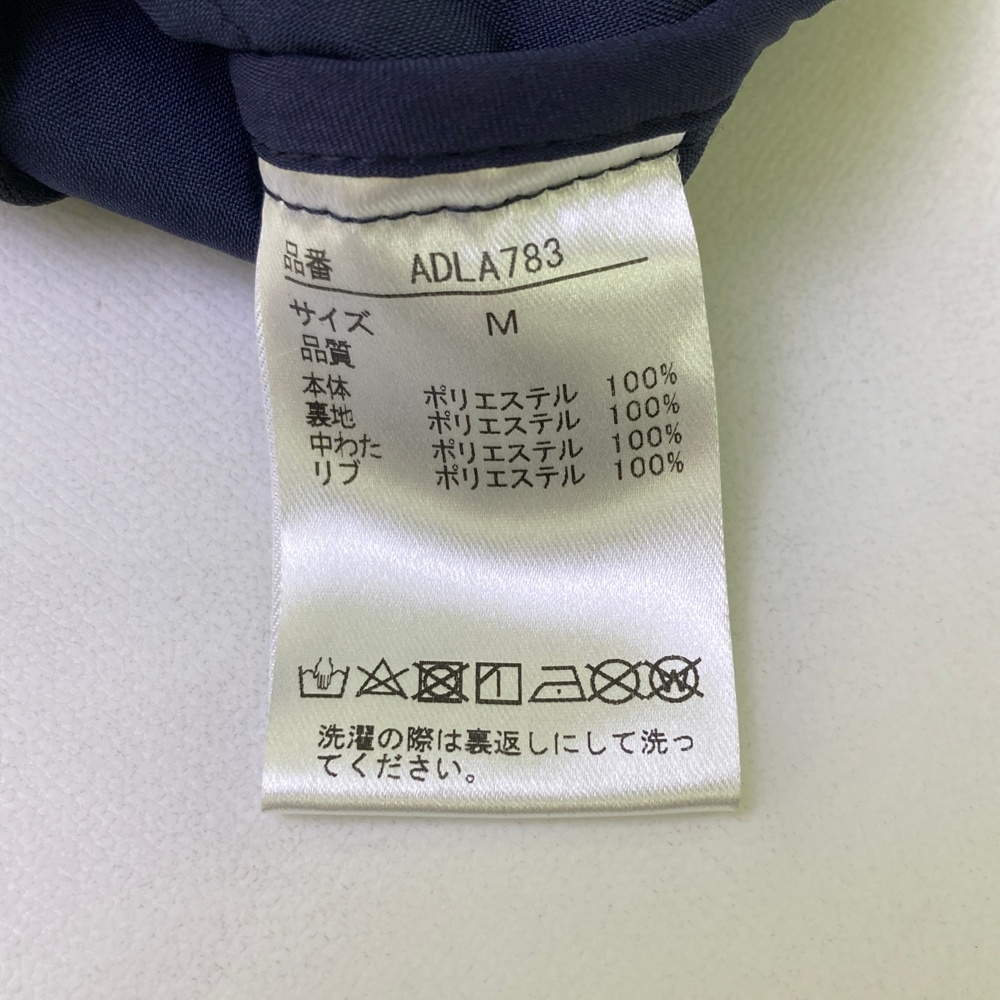 品番 ADLA783
サイズ M
品質
本体 ポリエステル 100%
裏地 ポリエステル 100%
中わた ポリエステル 100%
リブ ポリエステル 100%
W
洗濯の際は裏返しにして洗っ
てください。